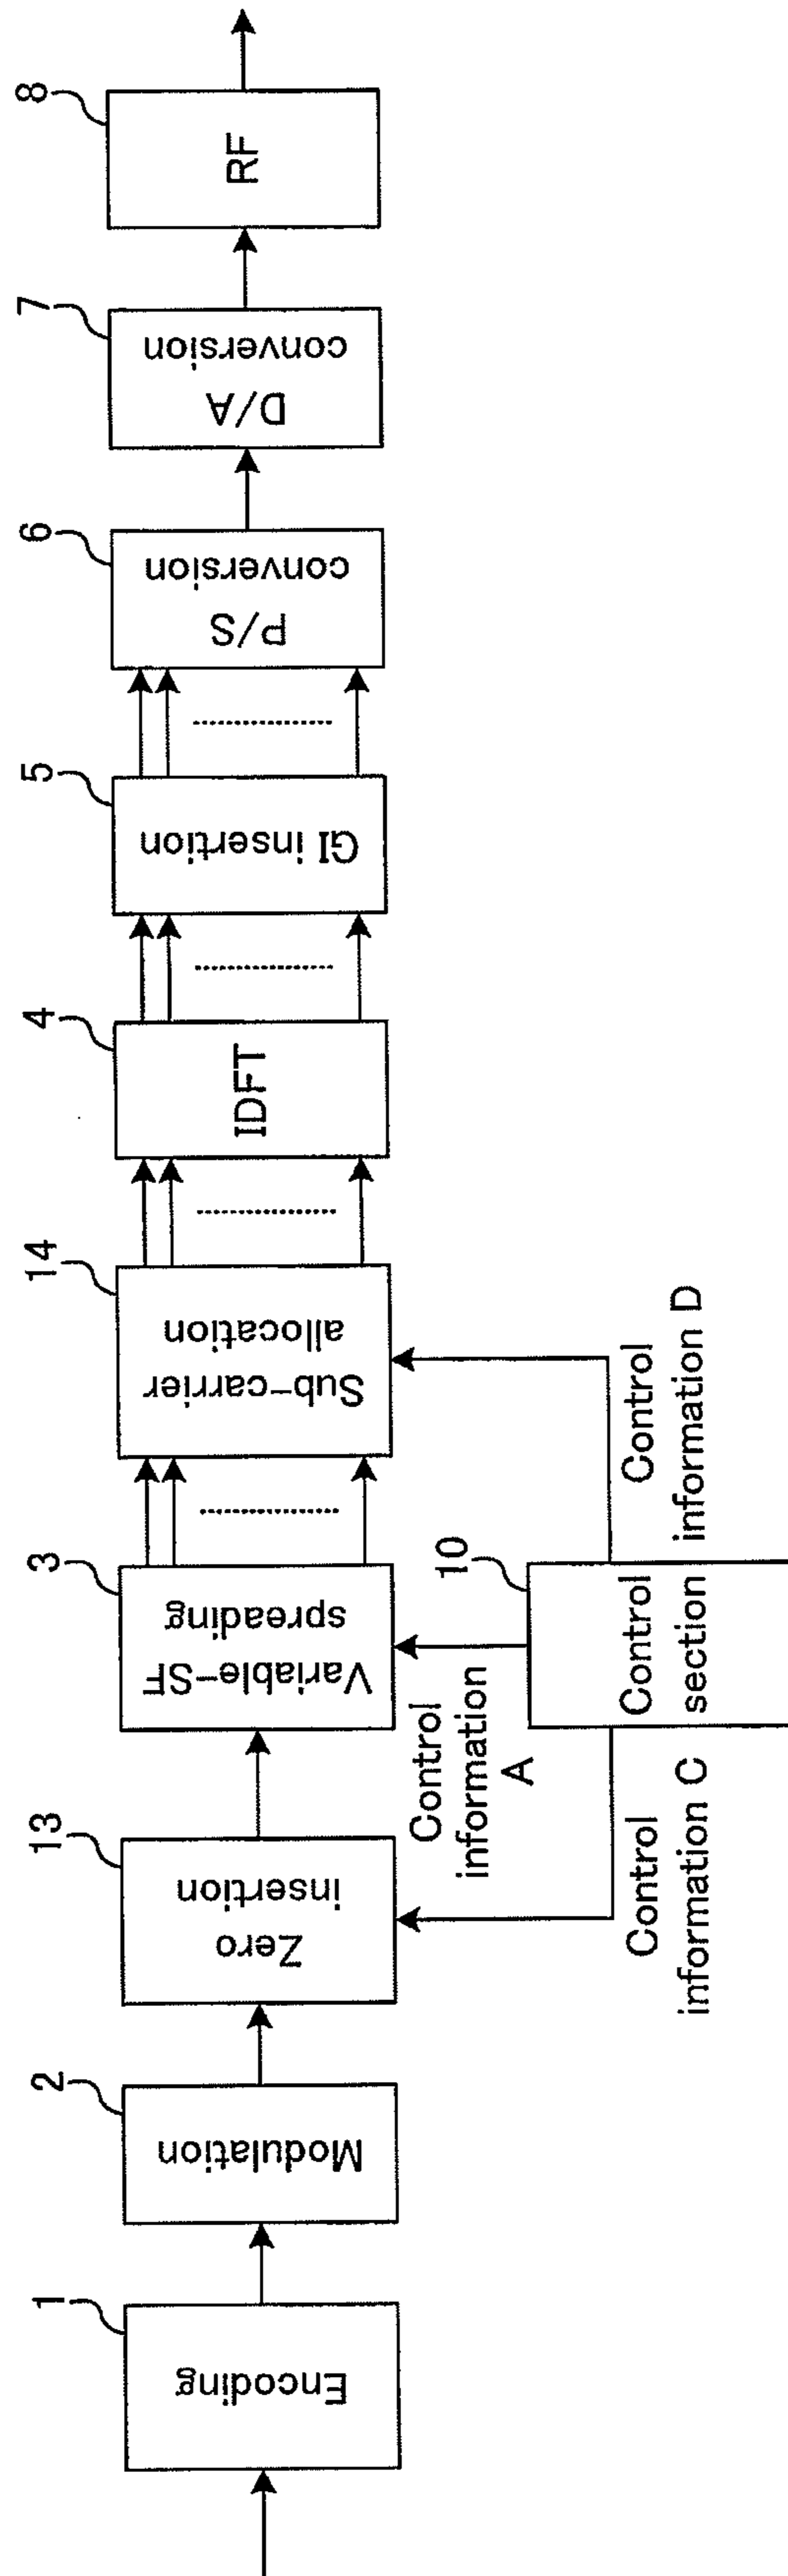 1
Encoding
2
Modulation
13
Zero
insertion
3
Variable-SF
spreading
14
Sub-carrier
allocation
4
IDFT
5
GI insertion
6
P/S
conversion
7
D/A
conversion
8
RF
Control
information C
Control
information
A
10
Control
section
Control
information D